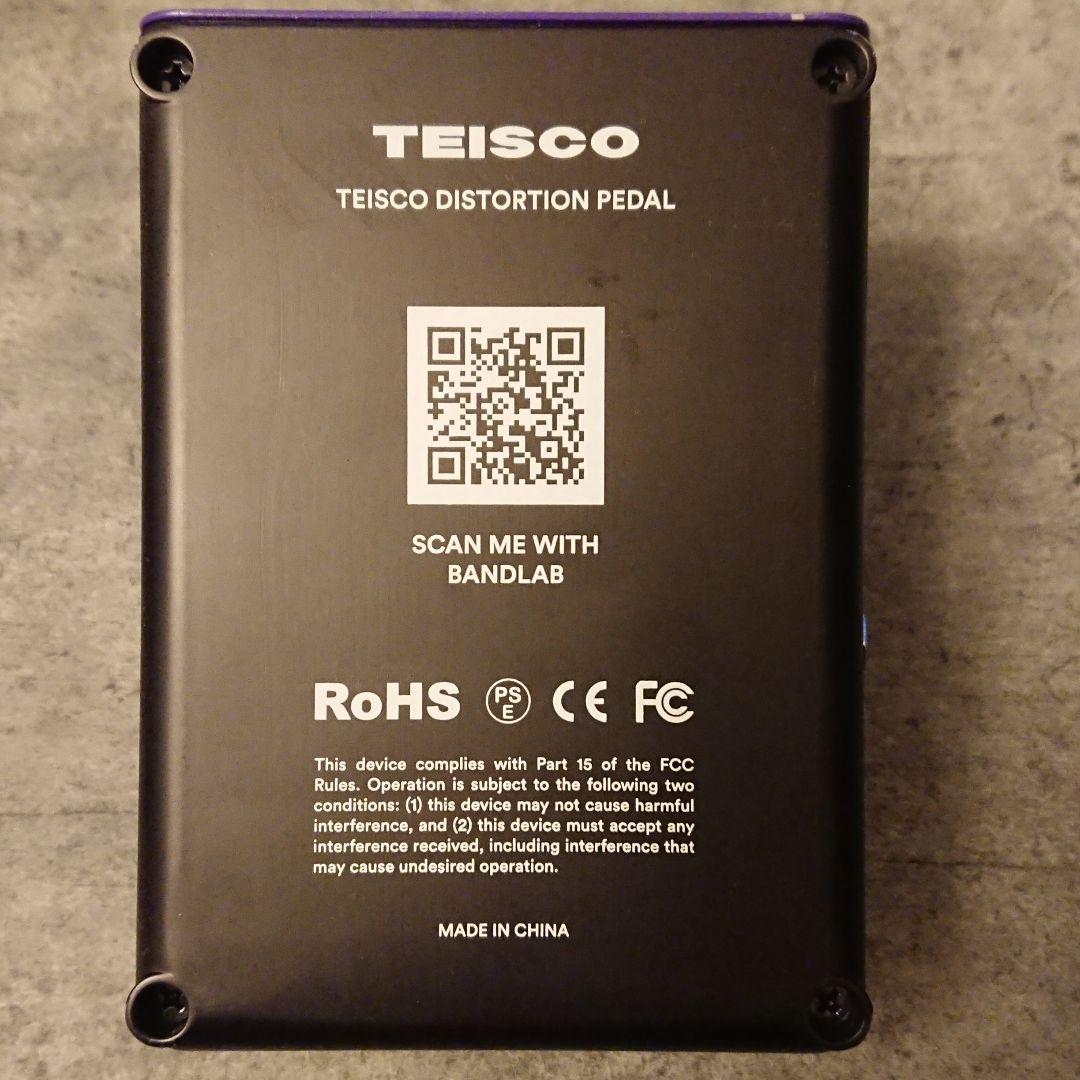 TEISCO
TEISCO DISTORTION PEDAL
SCAN ME WITH
BANDLAB
RoHS PS E CE FC
This device complies with Part 15 of the FCC
Rules. Operation is subject to the following two
conditions: (1) this device may not cause harmful
interference, and (2) this device must accept any
interference received, including interference that
may cause undesired operation.
MADE IN CHINA